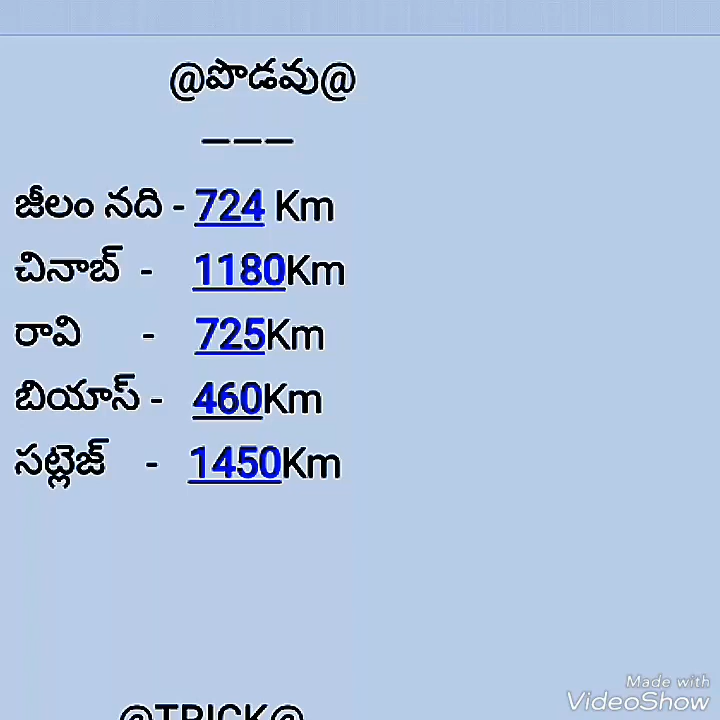 @పొడవు@
———
జీలం నది - 724 Km
చినాబ్ - 1180Km
రావి - 725Km
బియాస్ - 460Km
సట్లెజ్ - 1450Km
@TRICK@
Made with
VideoShow